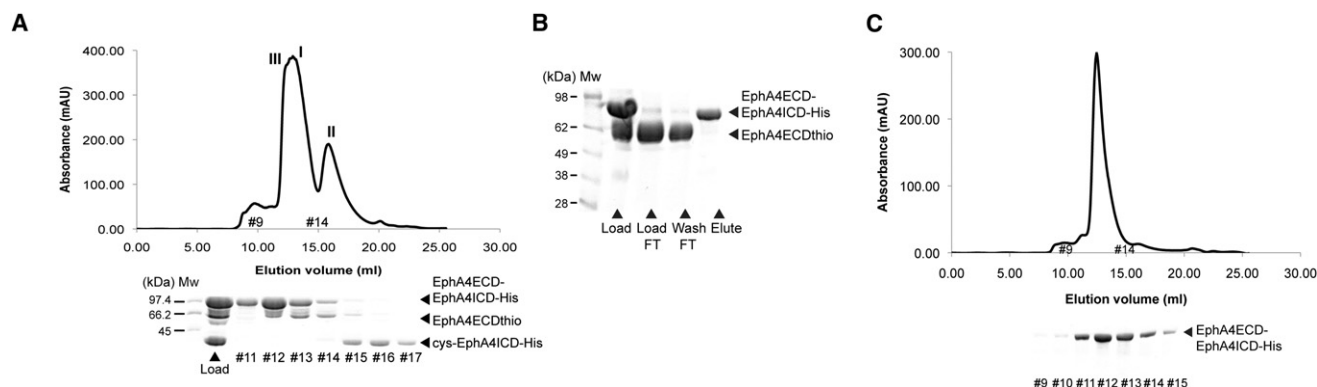 A
400.00
300.00
200.00
100.00
0.00
Absorbance (mAU)
III I
II
#9 #14
0.00 5.00 10.00 15.00 20.00 25.00 30.00
Elution volume (ml)
(kDa) Mw
97.4
66.2
45
EphA4ECD-
EphA4ICD-His
EphA4ECDthio
cys-EphA4ICD-His
#11 #12 #13 #14 #15 #16 #17
Load
B
(kDa) Mw
98
62
49
38
28
EphA4ECD-
EphA4ICD-His
EphA4ECDthio
Load Load Wash Elute
FT FT
C
300.00
200.00
100.00
0.00
Absorbance (mAU)
#9 #14
0.00 5.00 10.00 15.00 20.00 25.00 30.00
Elution volume (ml)
EphA4ECD-
EphA4ICD-His
#9 #10 #11 #12 #13 #14 #15